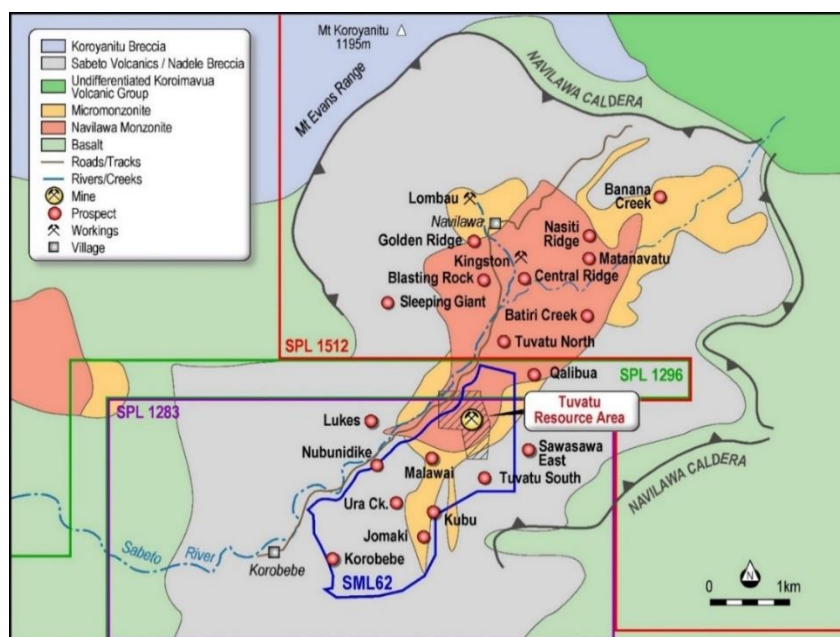 Koroyanitu Breccia
Sabeto Volcanics / Nadele Breccia
Undifferentiated Koroimavua
Volcanic Group
Micromonzonite
Navilawa Monzonite
Basalt
Roads/Tracks
Rivers/Creeks
Mine
Prospect
Workings
Village
Mt Koroyanitu
1195m
Mt Evans Range
NAVILAWA CALDERA
Lombau
Navilawa
Banana
Creek
Golden Ridge
Nasiti
Ridge
Kingston
Matanavatu
Blasting Rock
Central Ridge
Sleeping Giant
Batiri Creek
SPL 1512
Tuvatu North
Qalibua
SPL 1296
SPL 1283
Tuvatu
Resource Area
Lukes
Nubunidike
Malawai
Sawasawa
East
Tuvatu South
NAVILAWA CALDERA
Ura Ck.
Kubu
Jomaki
Sabeto River
Korobebe
Korobebe
SML62
N
0 1km